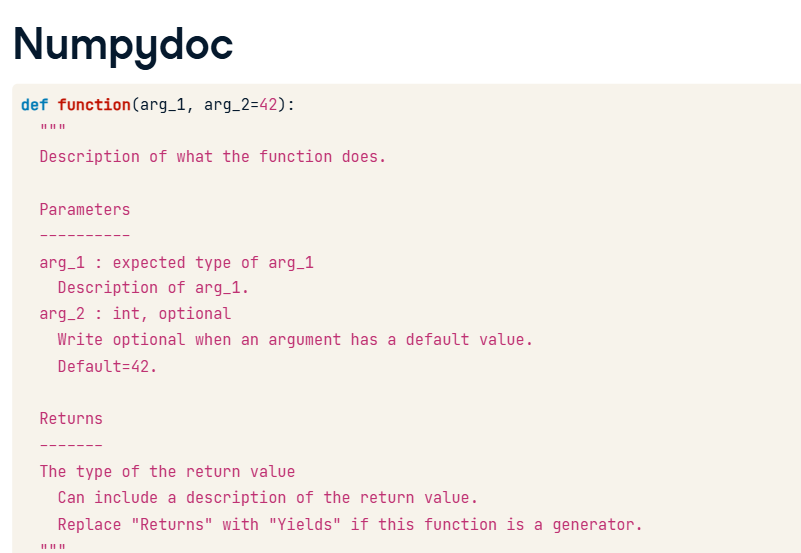 Numpydoc
def function(arg_1, arg_2=42):
"""
Description of what the function does.
Parameters
----------
arg_1 : expected type of arg_1
Description of arg_1.
arg_2 : int, optional
Write optional when an argument has a default value.
Default=42.
Returns
-------
The type of the return value
Can include a description of the return value.
Replace "Returns" with "Yields" if this function is a generator.
"""